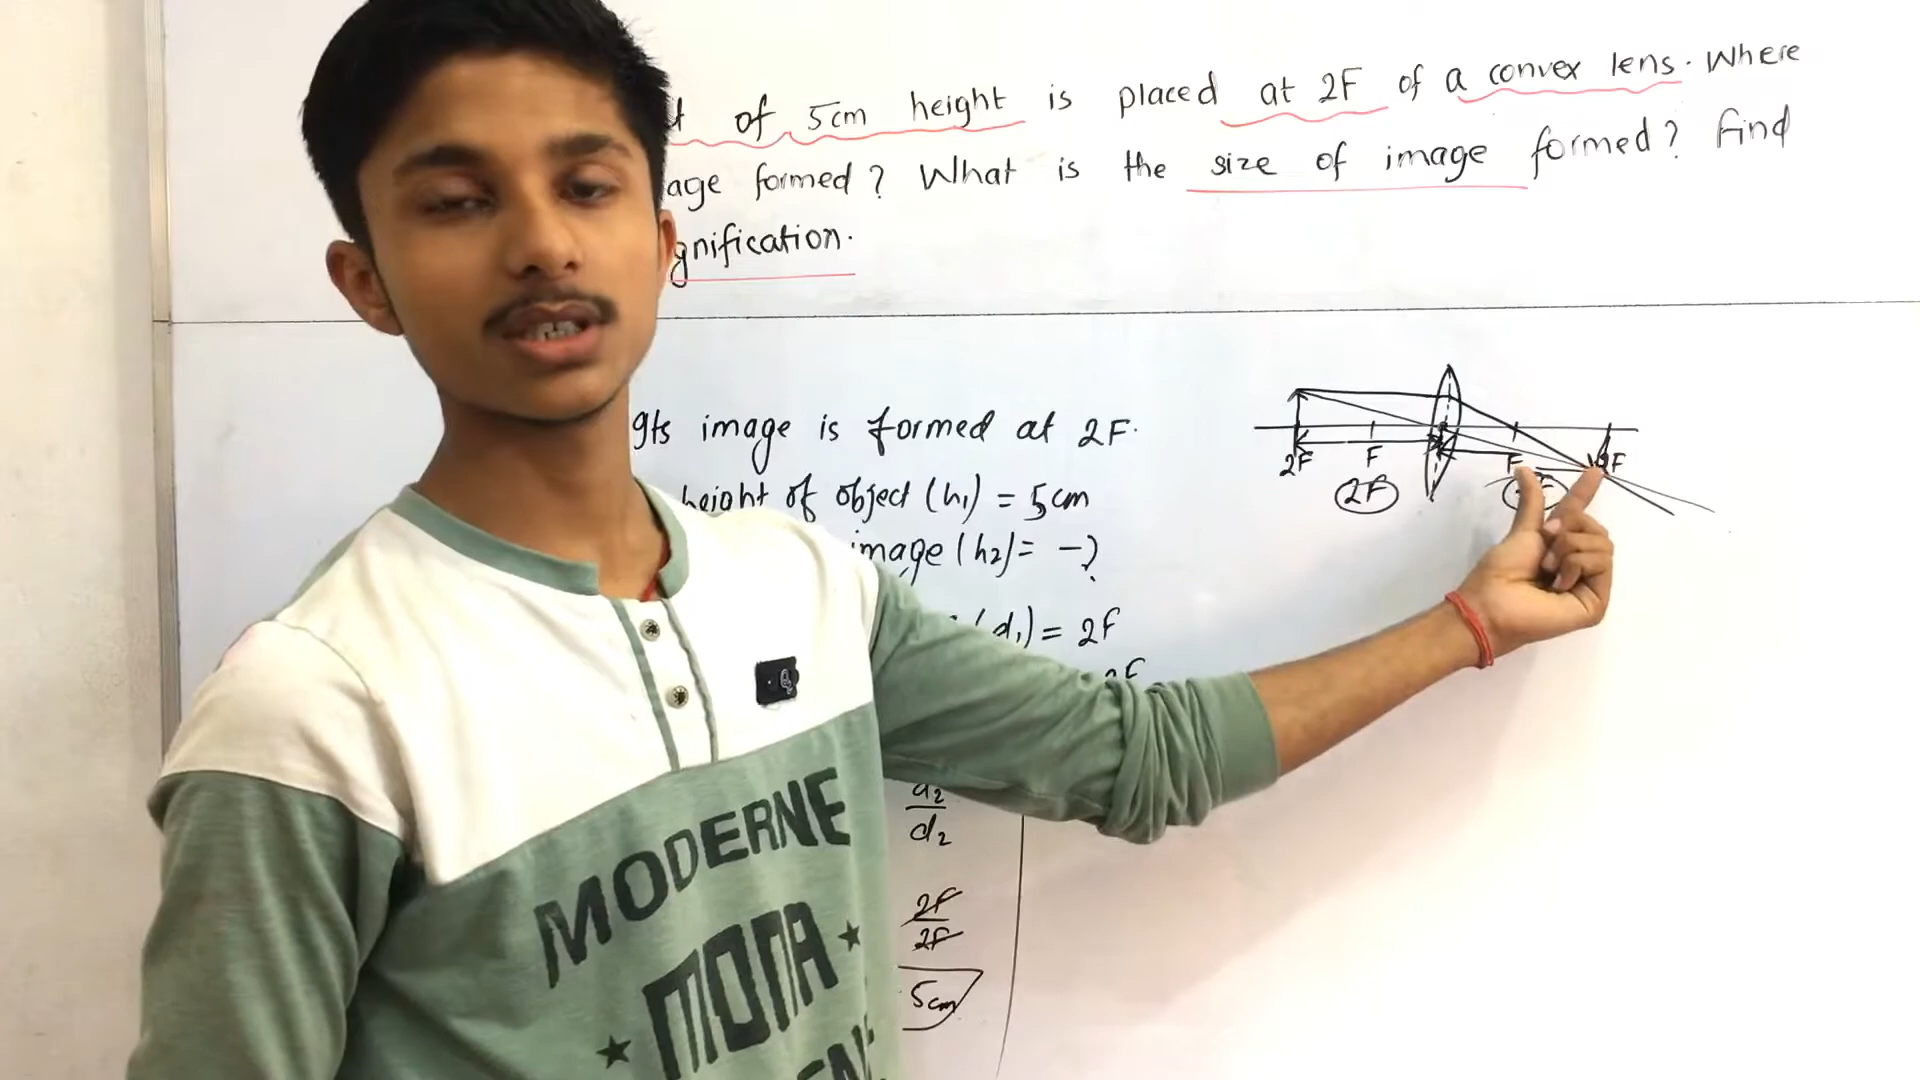 of 5cm height is placed at 2F of a convex lens. Where
age formed? What is the size of image formed? Find
gnification.
Its image is formed at 2F.
height of object (h1) = 5cm
image (h2) = - ?
(d1) = 2F
2F
d2
d2
2F
2F
5cm
2F F F 2F
2F
MODERNE